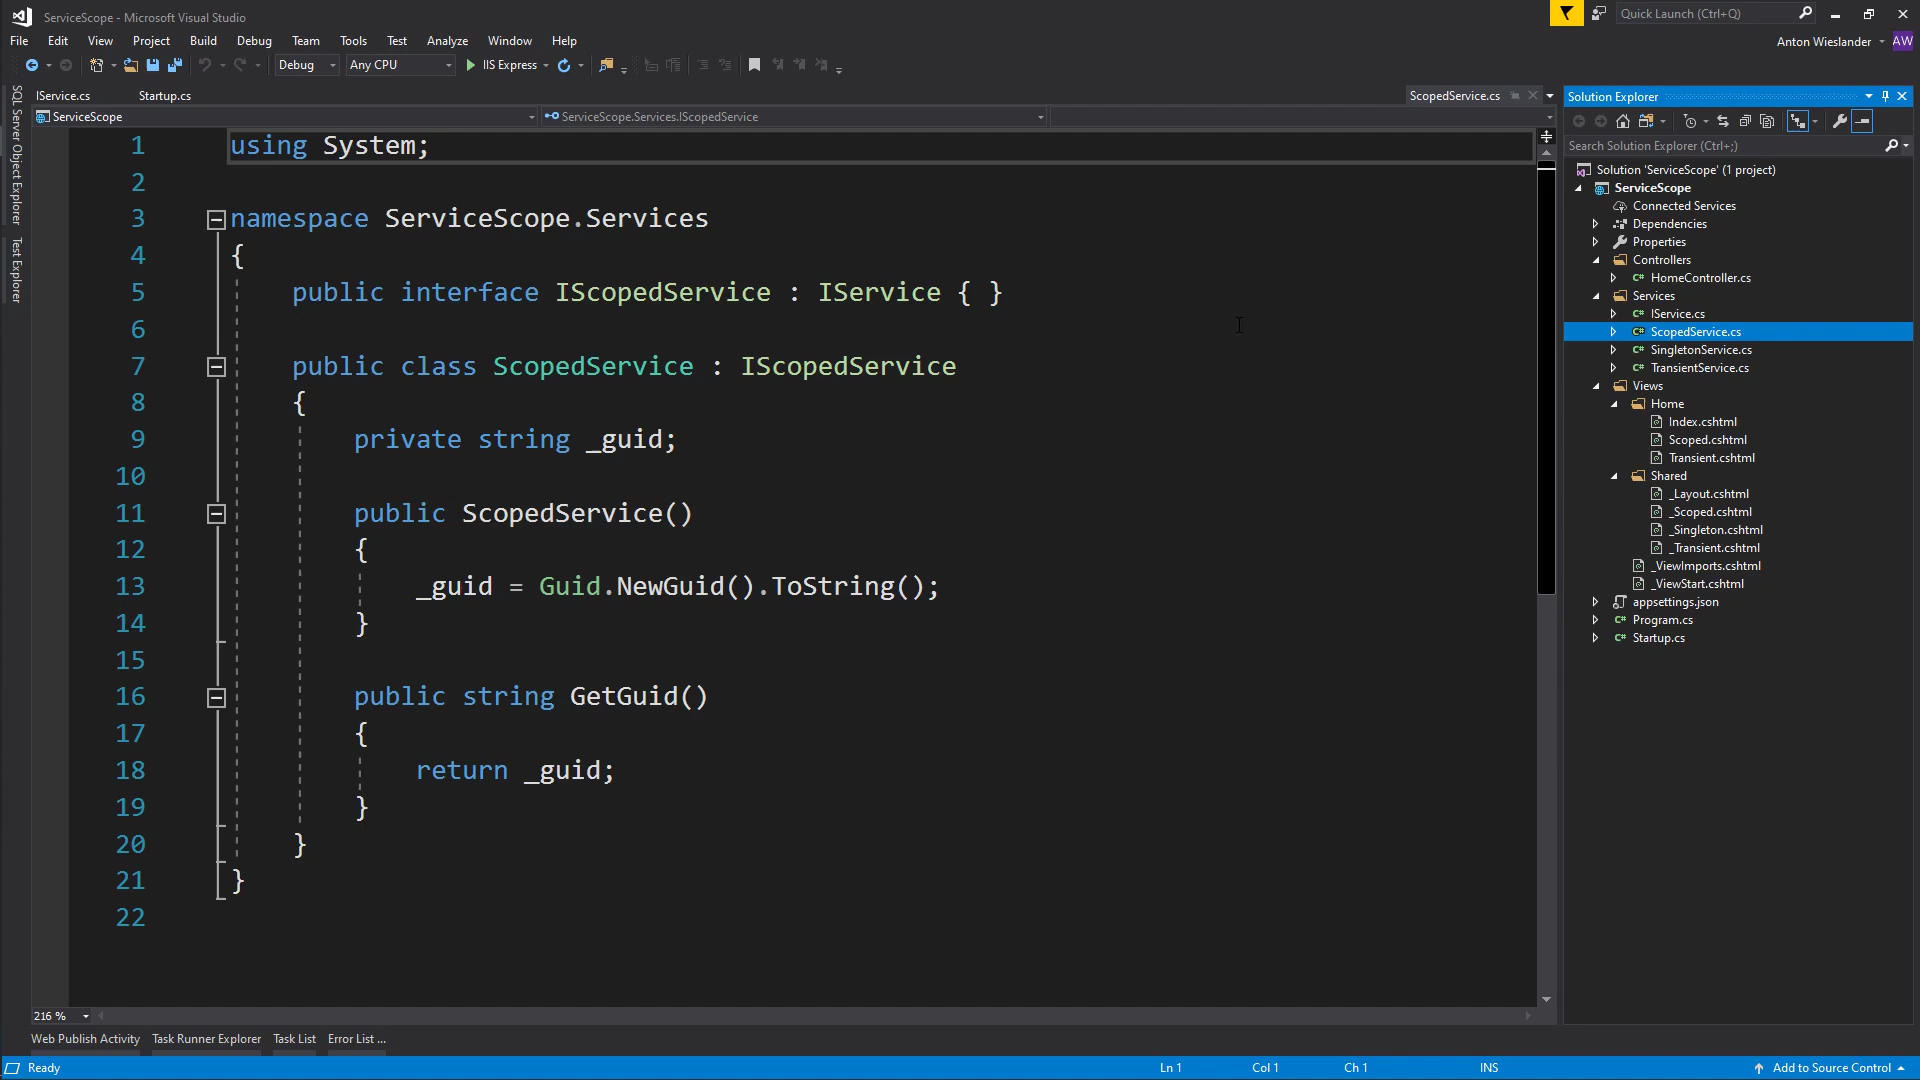 ServiceScope - Microsoft Visual Studio
Quick Launch (Ctrl+Q)
File Edit View Project Build Debug Team Tools Test Analyze Window Help
Anton Wieslander AW
Debug Any CPU IIS Express
SQL Server Object Explorer
Test Explorer
IService.cs Startup.cs ScopedService.cs
ServiceScope ServiceScope.Services.IScopedService
1 using System;
2
3 namespace ServiceScope.Services
4 {
5 public interface IScopedService : IService { }
6
7 public class ScopedService : IScopedService
8 {
9 private string _guid;
10
11 public ScopedService()
12 {
13 _guid = Guid.NewGuid().ToString();
14 }
15
16 public string GetGuid()
17 {
18 return _guid;
19 }
20 }
21 }
22
216 %
Solution Explorer
Search Solution Explorer (Ctrl+;)
Solution 'ServiceScope' (1 project)
ServiceScope
Connected Services
Dependencies
Properties
Controllers
C# HomeController.cs
Services
C# IService.cs
C# ScopedService.cs
C# SingletonService.cs
C# TransientService.cs
Views
Home
Index.cshtml
Scoped.cshtml
Transient.cshtml
Shared
_Layout.cshtml
_Scoped.cshtml
_Singleton.cshtml
_Transient.cshtml
_ViewImports.cshtml
_ViewStart.cshtml
appsettings.json
C# Program.cs
C# Startup.cs
Web Publish Activity Task Runner Explorer Task List Error List ...
Ready Ln 1 Col 1 Ch 1 INS Add to Source Control